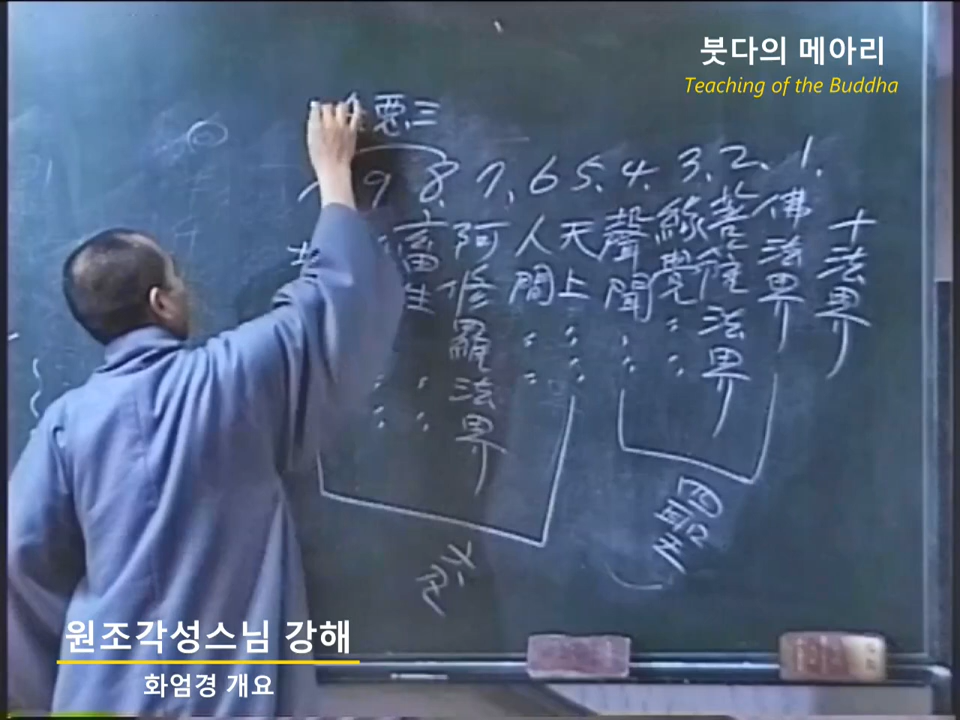 붓다의 메아리
Teaching of the Buddha
三惡
十法界
1. 佛法界
2. 菩薩法界
3. 緣覺〃〃
4. 聲聞〃〃
5. 天上〃〃
6 人間〃〃
7. 阿修羅法界
8. 畜生〃〃
9
四聖
六凡
원조각성스님 강해
화엄경 개요